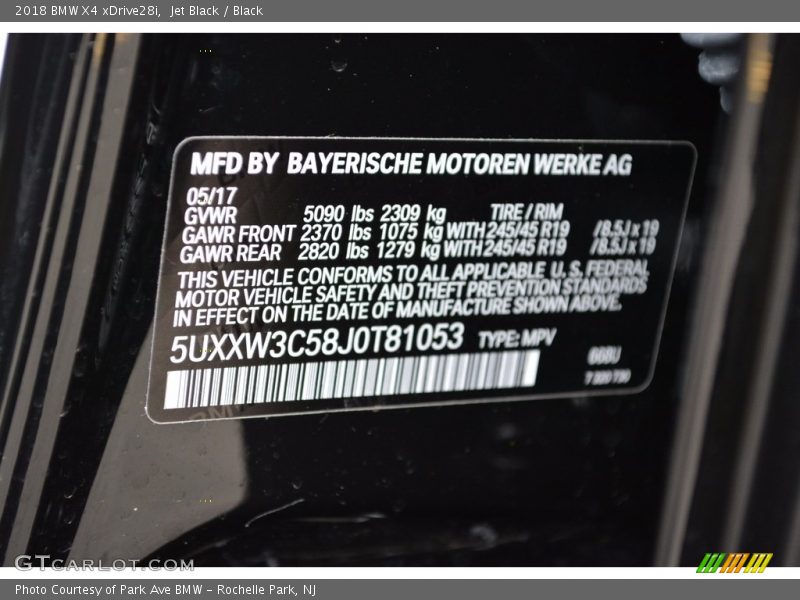 2018 BMW X4 xDrive28i, Jet Black / Black
MFD BY BAYERISCHE MOTOREN WERKE AG
05/17
GVWR 5090 lbs 2309 kg TIRE / RIM
GAWR FRONT 2370 lbs 1075 kg WITH 245/45 R19 /8.5J x 19
GAWR REAR 2820 lbs 1279 kg WITH 245/45 R19 /8.5J x 19
THIS VEHICLE CONFORMS TO ALL APPLICABLE U. S. FEDERAL
MOTOR VEHICLE SAFETY AND THEFT PREVENTION STANDARDS
IN EFFECT ON THE DATE OF MANUFACTURE SHOWN ABOVE.
5UXXW3C58J0T81053 TYPE: MPV
GTCARLOT.COM
Photo Courtesy of Park Ave BMW - Rochelle Park, NJ